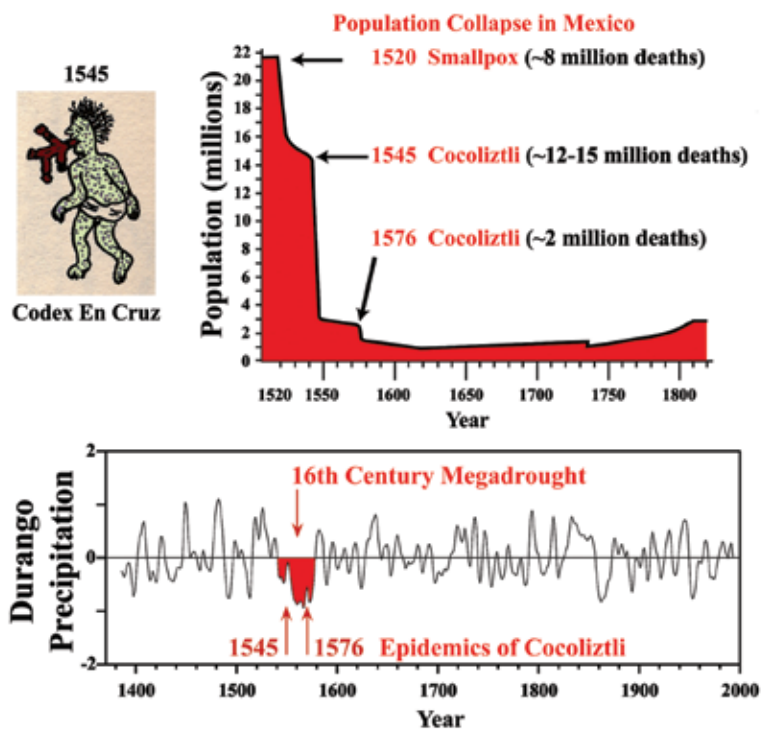 Population Collapse in Mexico
1545
Codex En Cruz
Population (millions)
22
20
18
16
14
12
10
8
6
4
2
0
1520 Smallpox (~8 million deaths)
1545 Cocoliztli (~12-15 million deaths)
1576 Cocoliztli (~2 million deaths)
1520 1550 1600 1650 1700 1750 1800
Year
Durango
Precipitation
2
0
-2
16th Century Megadrought
1545 1576 Epidemics of Cocoliztli
1400 1500 1600 1700 1800 1900 2000
Year